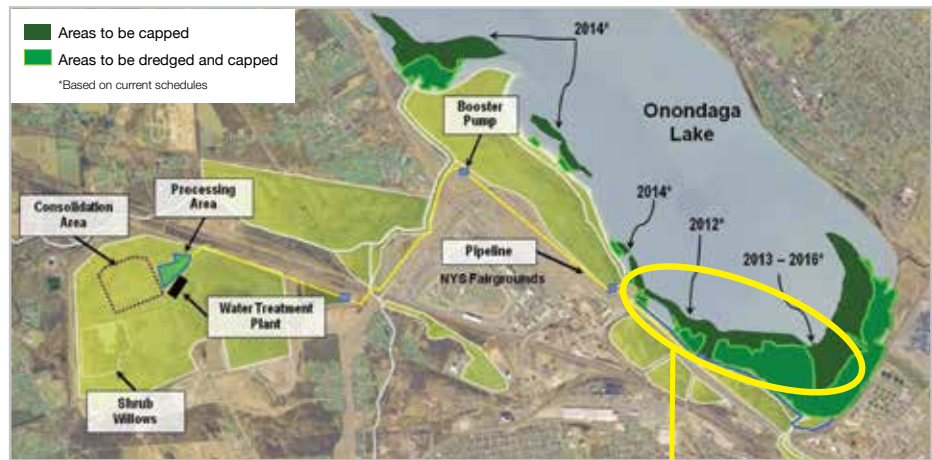 Areas to be capped
Areas to be dredged and capped
*Based on current schedules
2014*
Booster
Pump
Onondaga
Lake
Processing
Area
Consolidation
Area
2014*
2012*
Pipeline
2013 – 2016*
NYS Fairgrounds
Water Treatment
Plant
Shrub
Willows